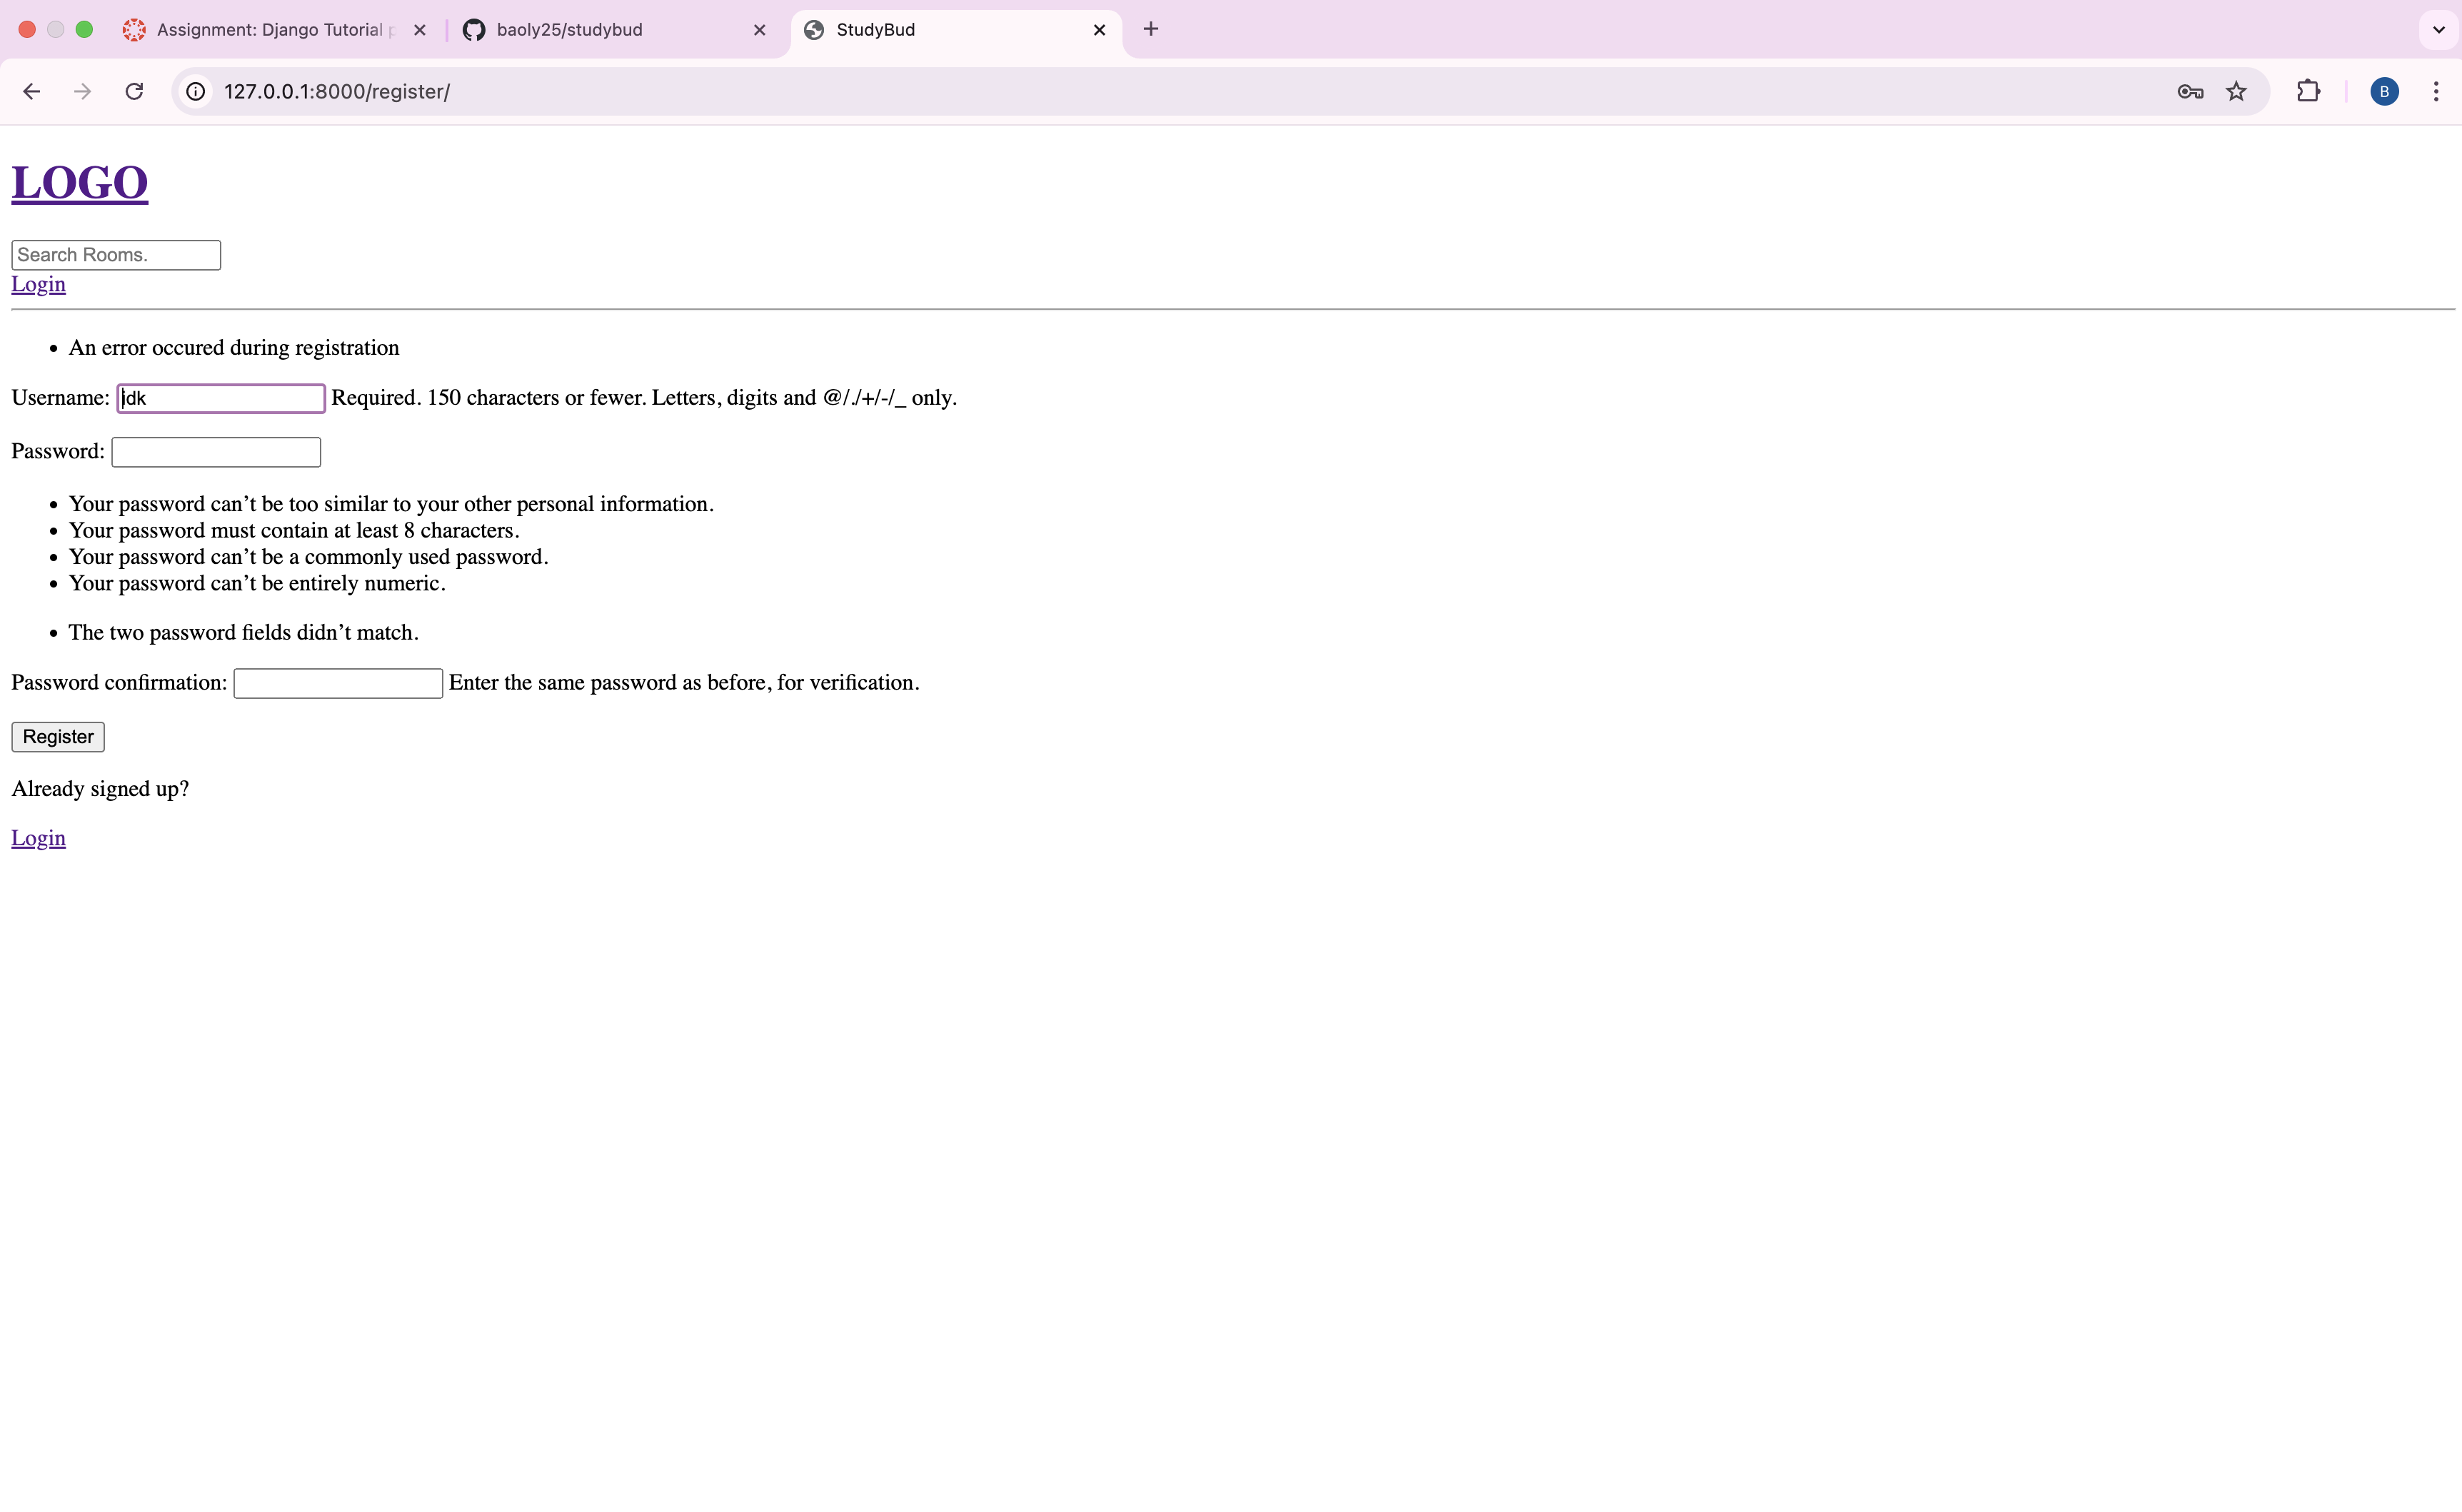 Assignment: Django Tutorial
baoly25/studybud
StudyBud
127.0.0.1:8000/register/
B
LOGO
Search Rooms.
Login
An error occured during registration
Username: idk Required. 150 characters or fewer. Letters, digits and @/./+/-/_ only.
Password:
Your password can’t be too similar to your other personal information.
Your password must contain at least 8 characters.
Your password can’t be a commonly used password.
Your password can’t be entirely numeric.
The two password fields didn’t match.
Password confirmation: Enter the same password as before, for verification.
Register
Already signed up?
Login